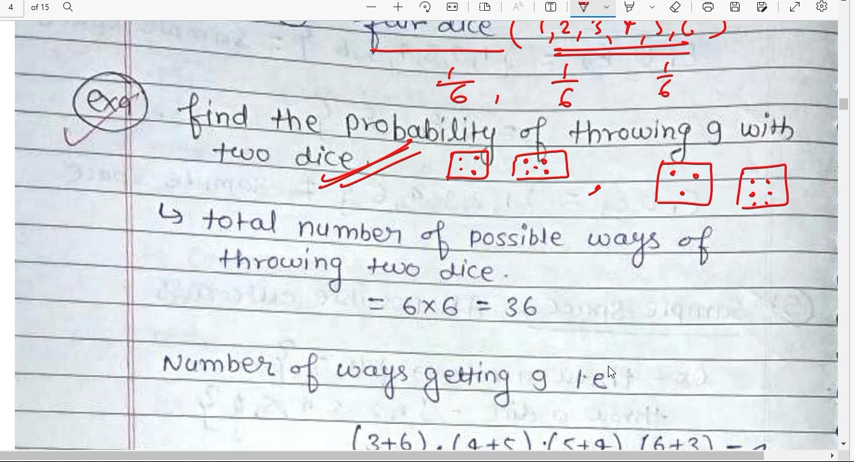 4 of 15
fair dice ( 1, 2, 3, 4, 5, 6 )
1/6 , 1/6 1/6
exq find the probability of throwing 9 with
two dice.
,
↳ total number of possible ways of
throwing two dice.
= 6×6 = 36
Number of ways getting 9 i.e.
(3+6), (4+5), (5+4), (6+3) =